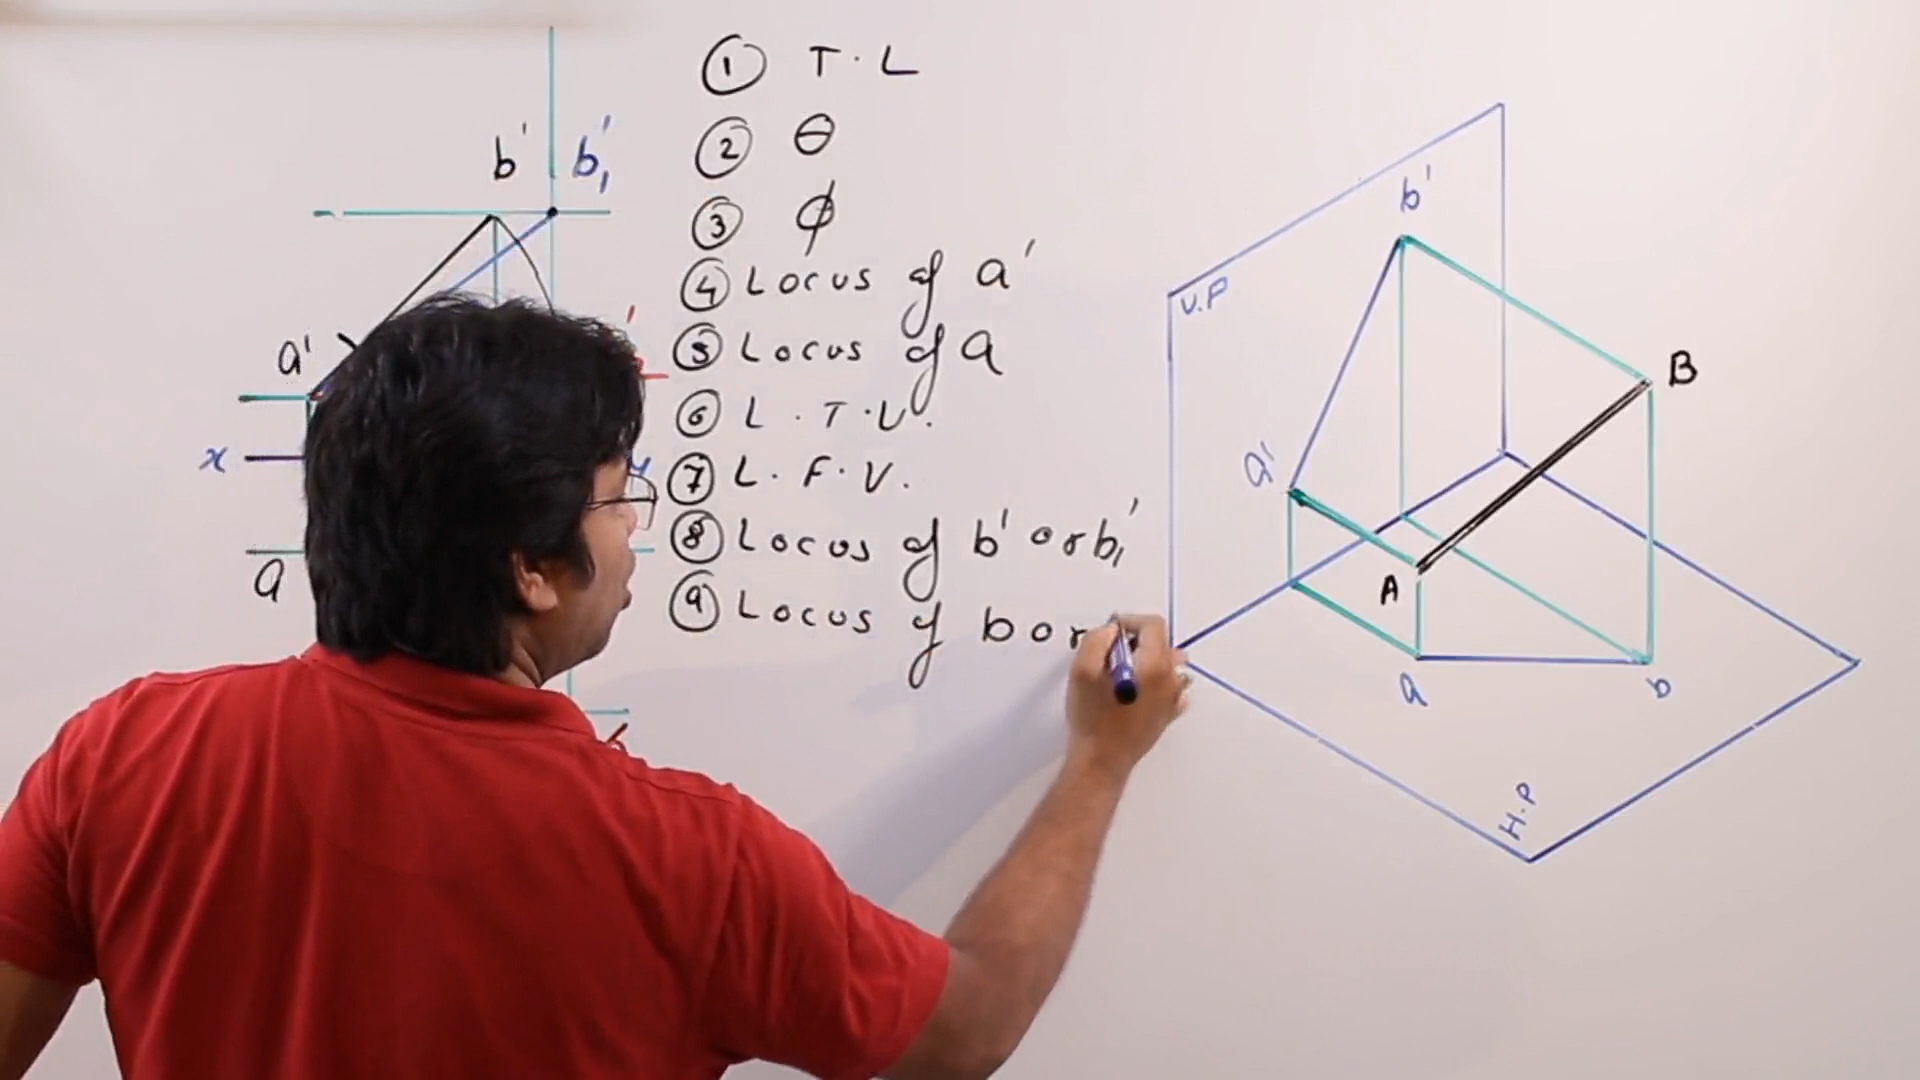 b' b₁'
a'
x
y
a
① T.L
② θ
③ ϕ
④ Locus of a'
⑤ Locus of a
⑥ L.T.V.
⑦ L.F.V.
⑧ Locus of b' or b₁'
⑨ Locus of b or
b'
V.P
B
a'
A
a
b
H.P